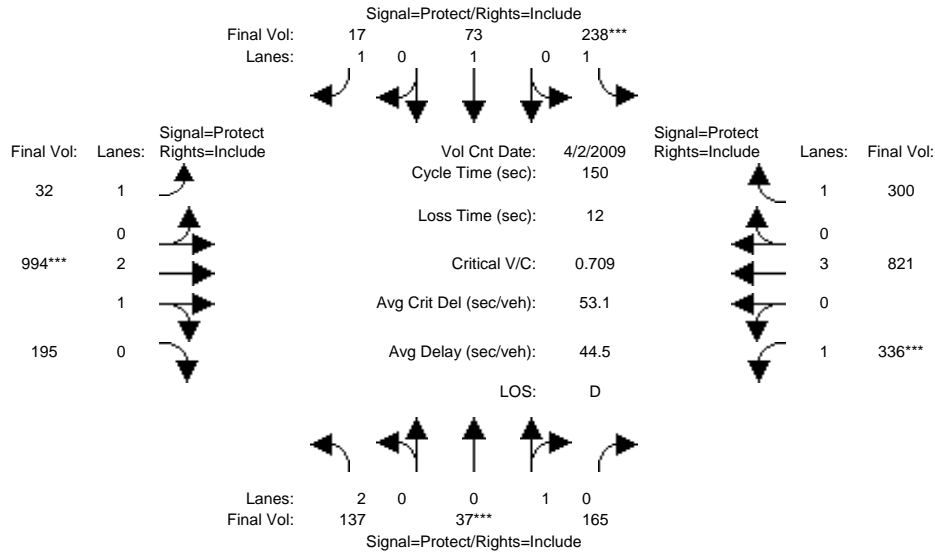 Signal=Protect/Rights=Include
Final Vol: 17 73 238***
Lanes: 1 0 1 0 1
Signal=Protect Signal=Protect
Final Vol: Lanes: Rights=Include Vol Cnt Date: 4/2/2009 Rights=Include Lanes: Final Vol:
Cycle Time (sec): 150
32 1 1 300
Loss Time (sec): 12
0 0
994*** 2 Critical V/C: 0.709 3 821
1 Avg Crit Del (sec/veh): 53.1 0
195 0 Avg Delay (sec/veh): 44.5 1 336***
LOS: D
Lanes: 2 0 0 1 0
Final Vol: 137 37*** 165
Signal=Protect/Rights=Include